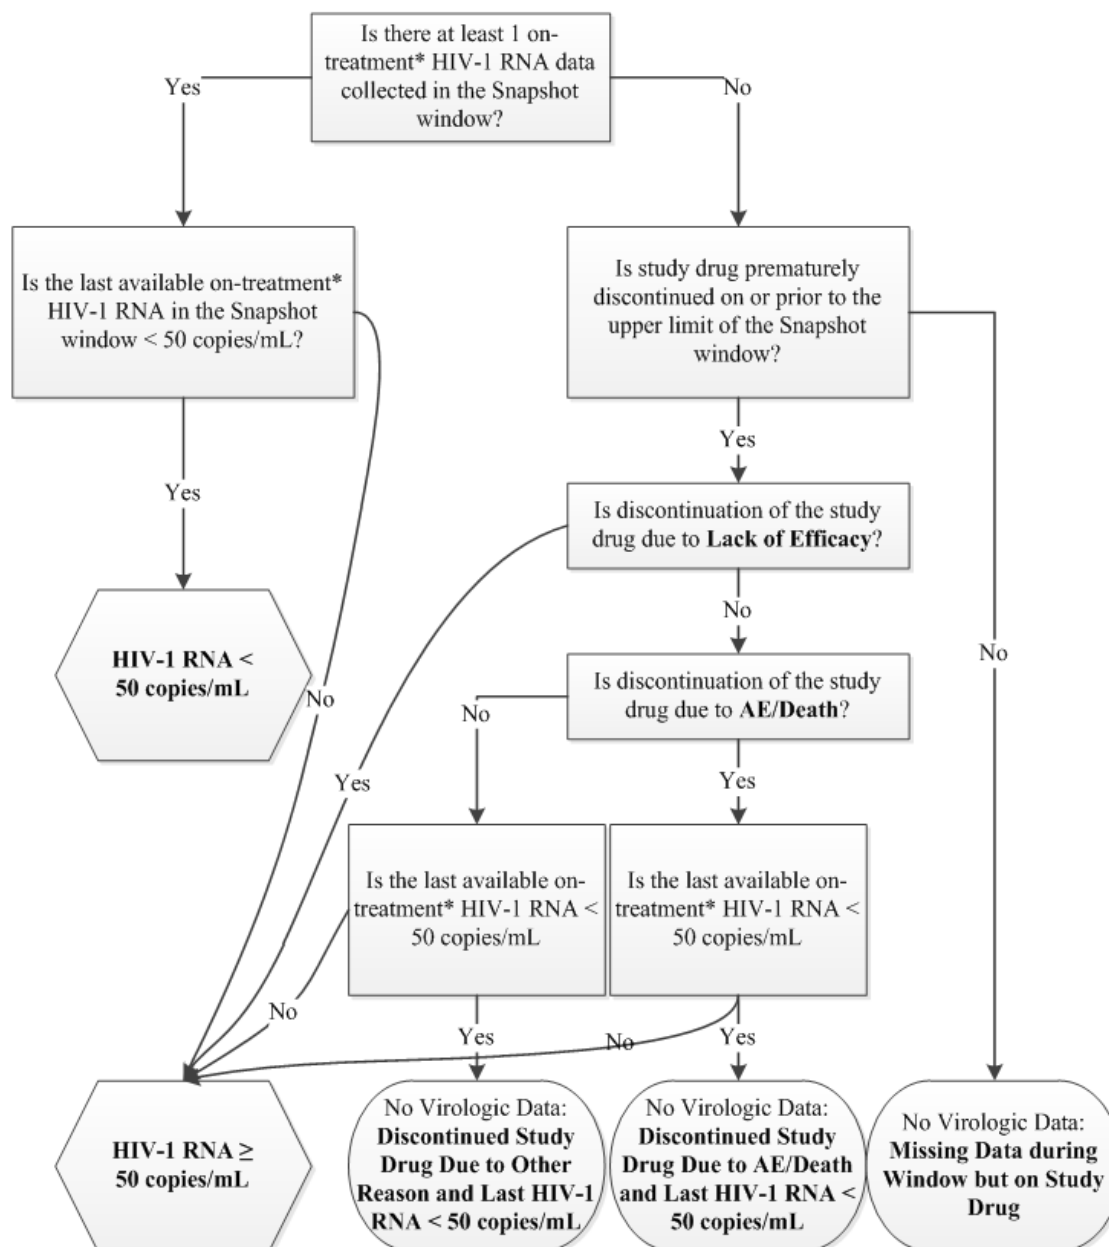 Is there at least 1 on-
treatment* HIV-1 RNA data
collected in the Snapshot
window?
Yes
No
Is the last available on-treatment*
HIV-1 RNA in the Snapshot
window < 50 copies/mL?
Is study drug prematurely
discontinued on or prior to the
upper limit of the Snapshot
window?
Yes
Yes
Is discontinuation of the study
drug due to Lack of Efficacy?
No
HIV-1 RNA <
50 copies/mL
No
No
Is discontinuation of the study
drug due to AE/Death?
No
Yes
Yes
Is the last available on-
treatment* HIV-1 RNA <
50 copies/mL
Is the last available on-
treatment* HIV-1 RNA <
50 copies/mL
No
Yes
No
Yes
HIV-1 RNA ≥
50 copies/mL
No Virologic Data:
Discontinued Study
Drug Due to Other
Reason and Last HIV-1
RNA < 50 copies/mL
No Virologic Data:
Discontinued Study
Drug Due to AE/Death
and Last HIV-1 RNA <
50 copies/mL
No Virologic Data:
Missing Data during
Window but on Study
Drug